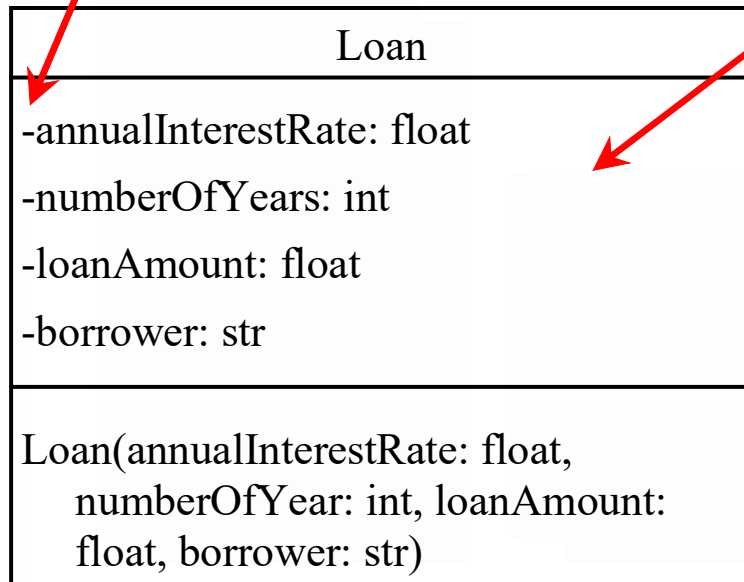 Loan
-annualInterestRate: float
-numberOfYears: int
-loanAmount: float
-borrower: str
Loan(annualInterestRate: float,
numberOfYear: int, loanAmount:
float, borrower: str)